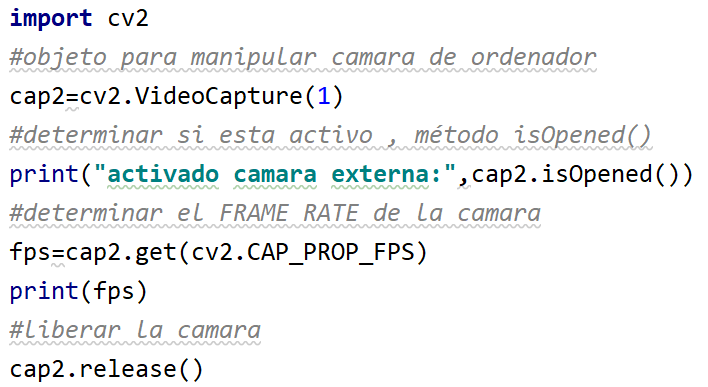 import cv2
#objeto para manipular camara de ordenador
cap2=cv2.VideoCapture(1)
#determinar si esta activo , método isOpened()
print("activado camara externa:",cap2.isOpened())
#determinar el FRAME RATE de la camara
fps=cap2.get(cv2.CAP_PROP_FPS)
print(fps)
#liberar la camara
cap2.release()